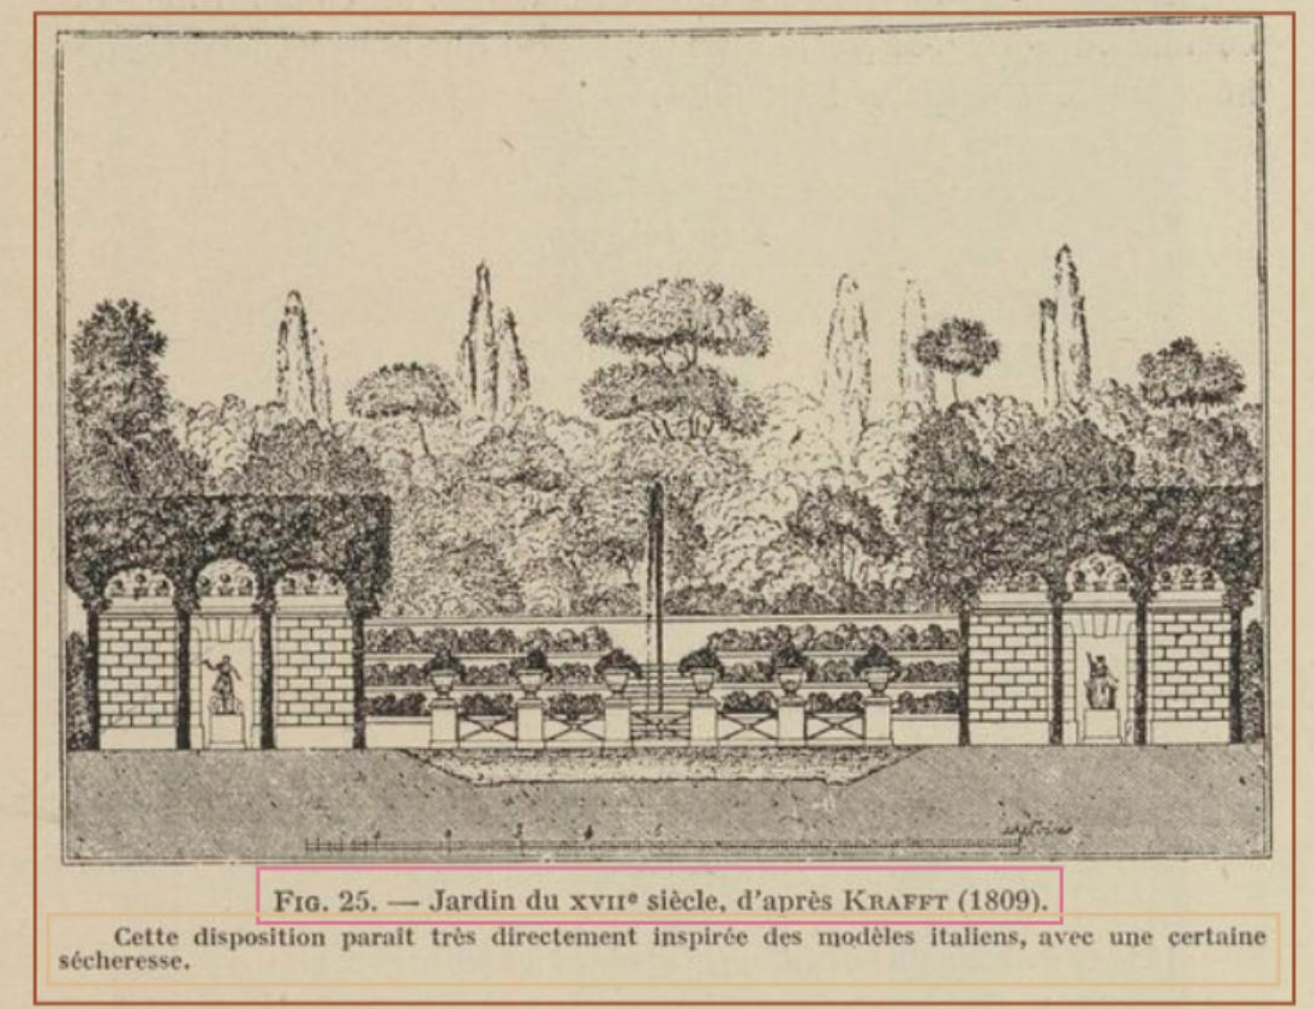 FIG. 25. — Jardin du XVIIᵉ siècle, d'après KRAFFT (1809).
Cette disposition paraît très directement inspirée des modèles italiens, avec une certaine
sécheresse.